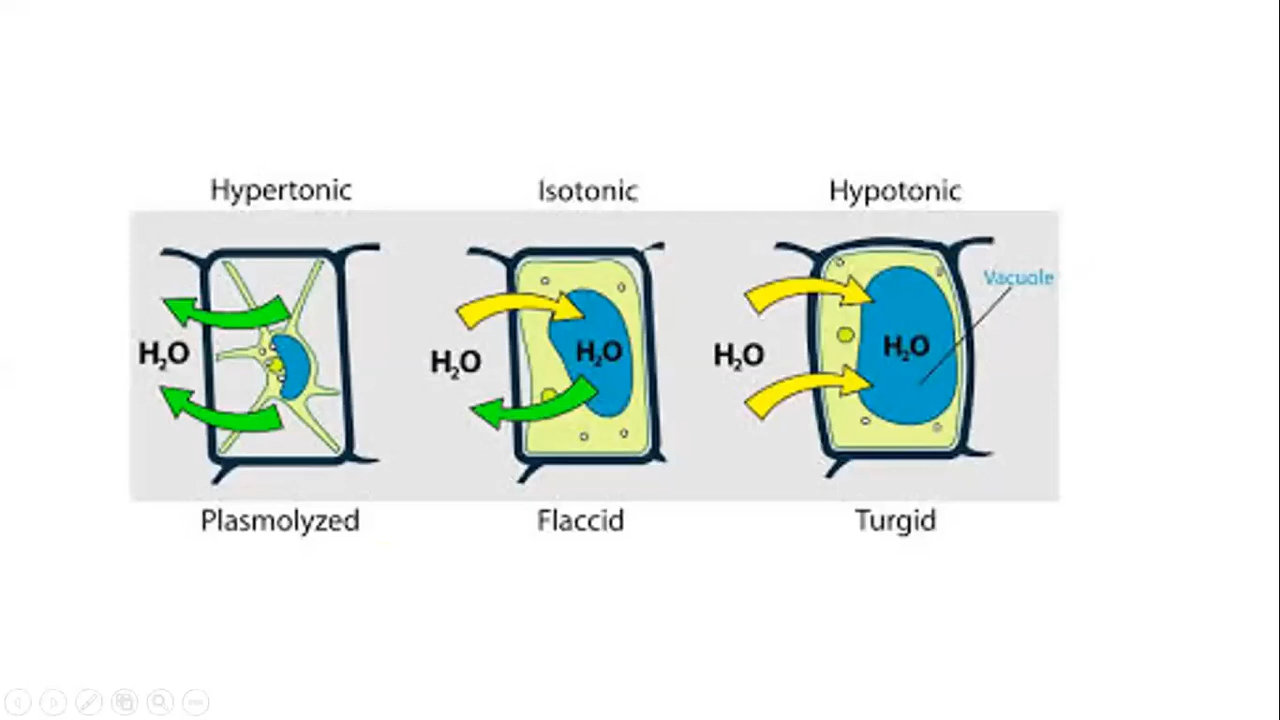 Hypertonic
Isotonic
Hypotonic
Vacuole
H₂O
H₂O
H₂O
H₂O
H₂O
Plasmolyzed
Flaccid
Turgid